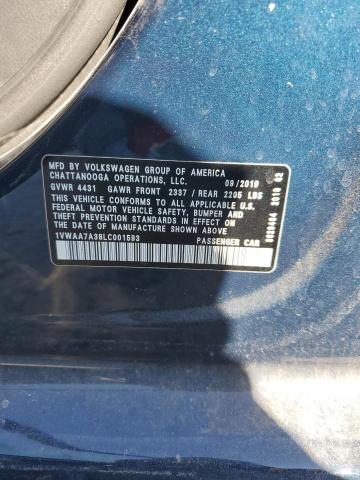 MFD BY VOLKSWAGEN GROUP OF AMERICA
CHATTANOOGA OPERATIONS, LLC. 09/2019
GVWR 4431 GAWR FRONT 2337 / REAR 2205 LBS
THIS VEHICLE CONFORMS TO ALL APPLICABLE U.S.
FEDERAL MOTOR VEHICLE SAFETY, BUMPER AND
THEFT PREVENTION STANDARDS IN EFFECT ON THE
DATE OF MANUFACTURE SHOWN ABOVE.
1VWAA7A38LC001593 PASSENGER CAR
2019 42